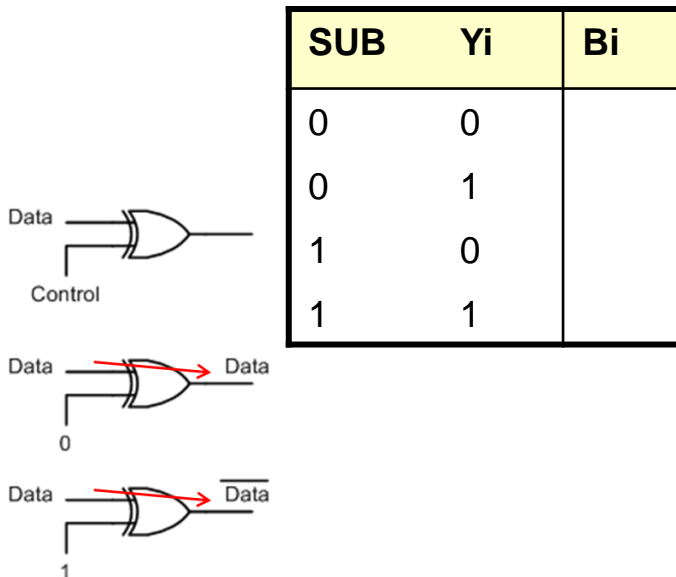 SUB Yi Bi
0 0
0 1
1 0
1 1
Data
Control
Data Data
0
Data Data
1